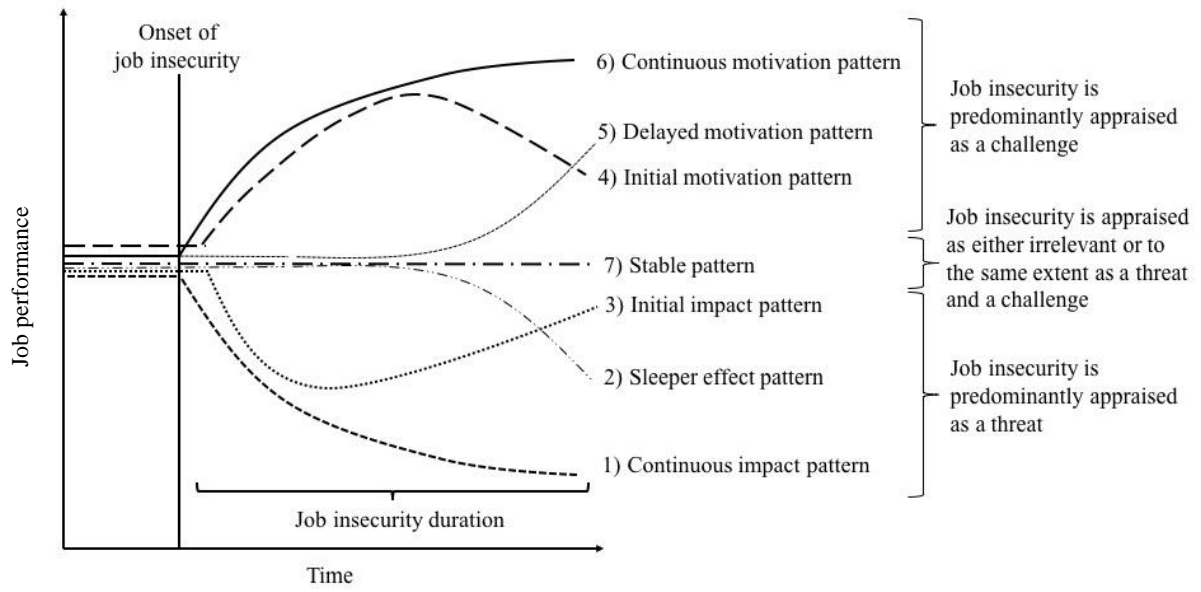 Onset of
job insecurity
6) Continuous motivation pattern
5) Delayed motivation pattern
4) Initial motivation pattern
7) Stable pattern
3) Initial impact pattern
2) Sleeper effect pattern
1) Continuous impact pattern
Job insecurity is
predominantly appraised
as a challenge
Job insecurity is appraised
as either irrelevant or to
the same extent as a threat
and a challenge
Job insecurity is
predominantly appraised
as a threat
Job performance
Job insecurity duration
Time